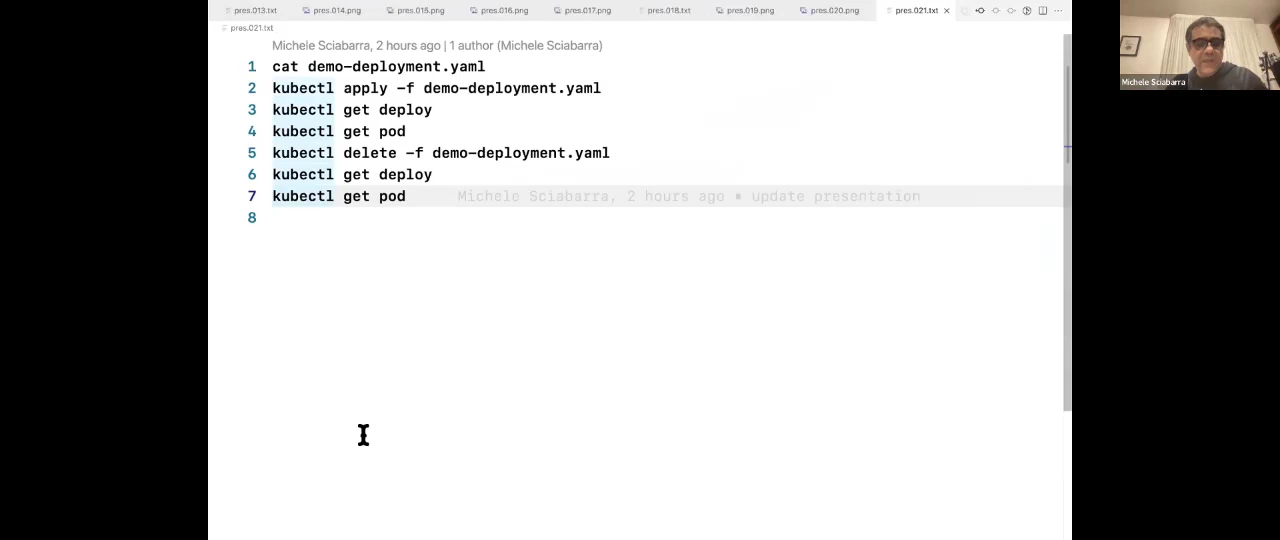 pres.013.txt pres.014.png pres.015.png pres.016.png pres.017.png pres.018.txt pres.019.png pres.020.png pres.021.txt
pres.021.txt
Michele Sciabarra, 2 hours ago | 1 author (Michele Sciabarra)
1 cat demo-deployment.yaml
2 kubectl apply -f demo-deployment.yaml
3 kubectl get deploy
4 kubectl get pod
5 kubectl delete -f demo-deployment.yaml
6 kubectl get deploy
7 kubectl get pod Michele Sciabarra, 2 hours ago • update presentation
8
Michele Sciabarra